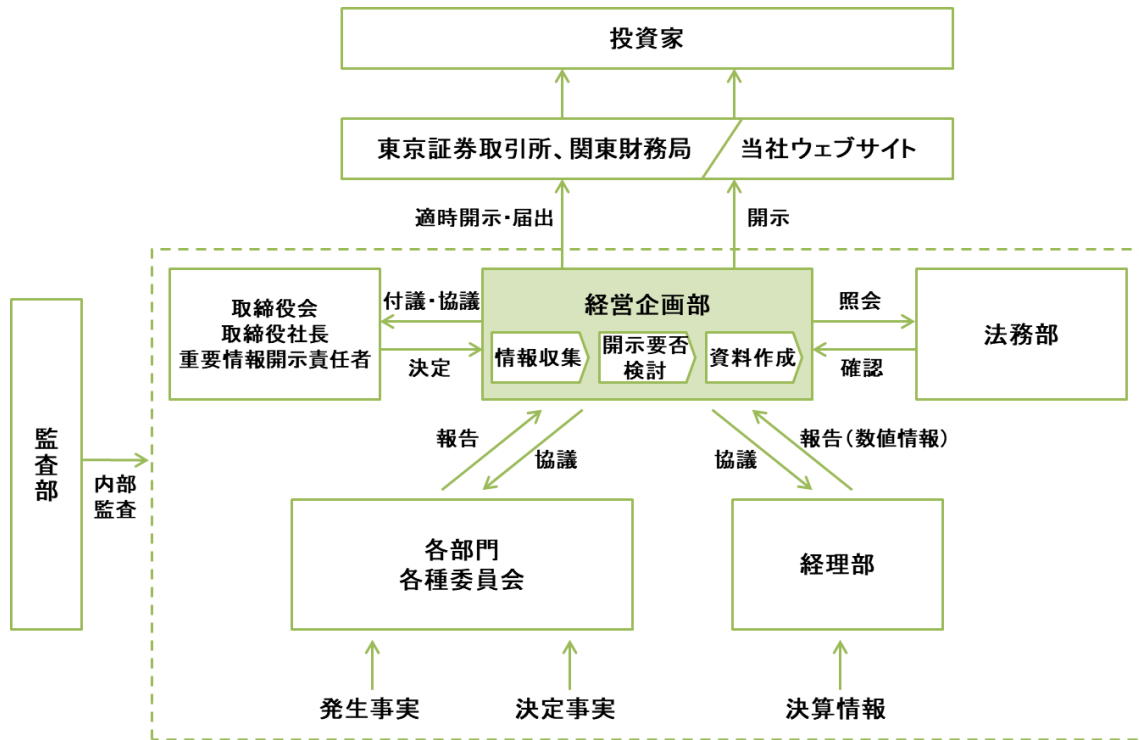 投資家
東京証券取引所、関東財務局
当社ウェブサイト
適時開示・届出
開示
取締役会
取締役社長
重要情報開示責任者
付議・協議
決定
経営企画部
情報収集
開示要否
検討
資料作成
照会
確認
法務部
監査部
内部
監査
報告
協議
協議
報告(数値情報)
各部門
各種委員会
経理部
発生事実
決定事実
決算情報